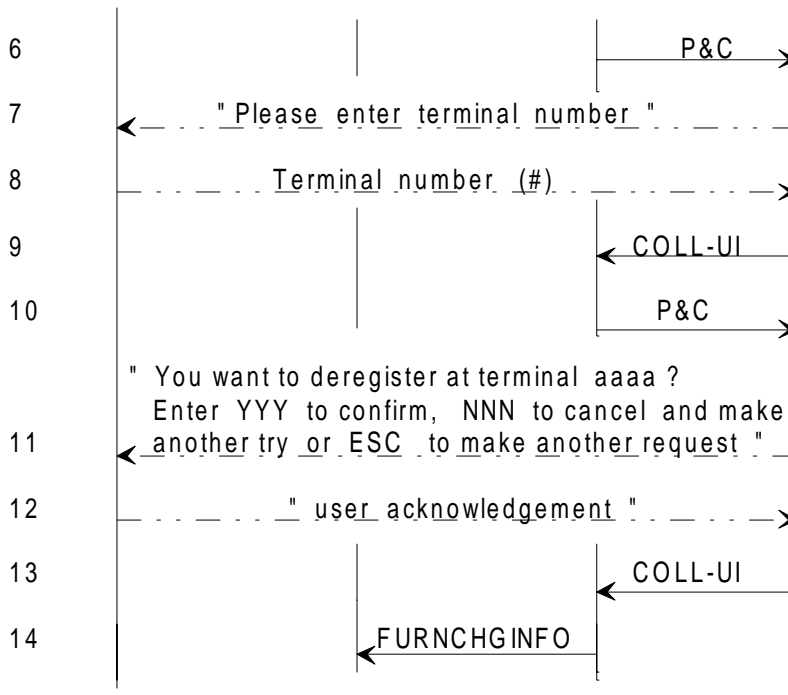 6 P&C
7 " Please enter terminal number "
8 Terminal number (#)
9 COLL-UI
10 P&C
" You want to deregister at terminal aaaa ?
Enter YYY to confirm, NNN to cancel and make
11 another try or ESC to make another request "
12 " user acknowledgement "
13 COLL-UI
14 FURNCHGINFO